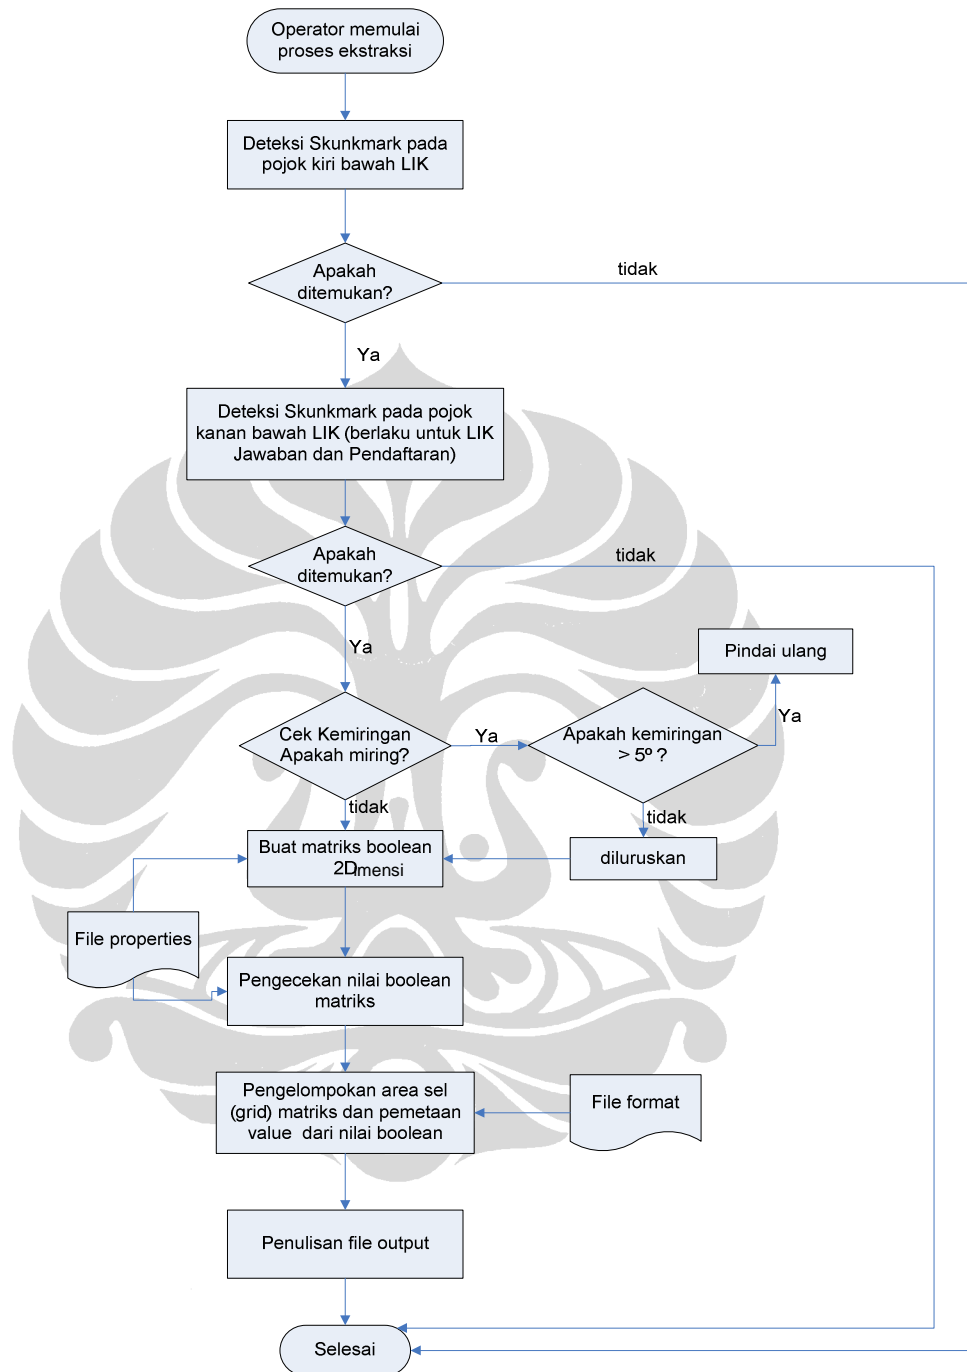 Operator memulai
proses ekstraksi
Deteksi Skunkmark pada
pojok kiri bawah LIK
Apakah
ditemukan?
tidak
Ya
Deteksi Skunkmark pada pojok
kanan bawah LIK (berlaku untuk LIK
Jawaban dan Pendaftaran)
Apakah
ditemukan?
tidak
Ya
Pindai ulang
Ya
Cek Kemiringan
Apakah miring?
Ya
Apakah kemiringan
> 5º ?
tidak
tidak
Buat matriks boolean
2Dimensi
diluruskan
File properties
Pengecekan nilai boolean
matriks
Pengelompokan area sel
(grid) matriks dan pemetaan
value dari nilai boolean
File format
Penulisan file output
Selesai